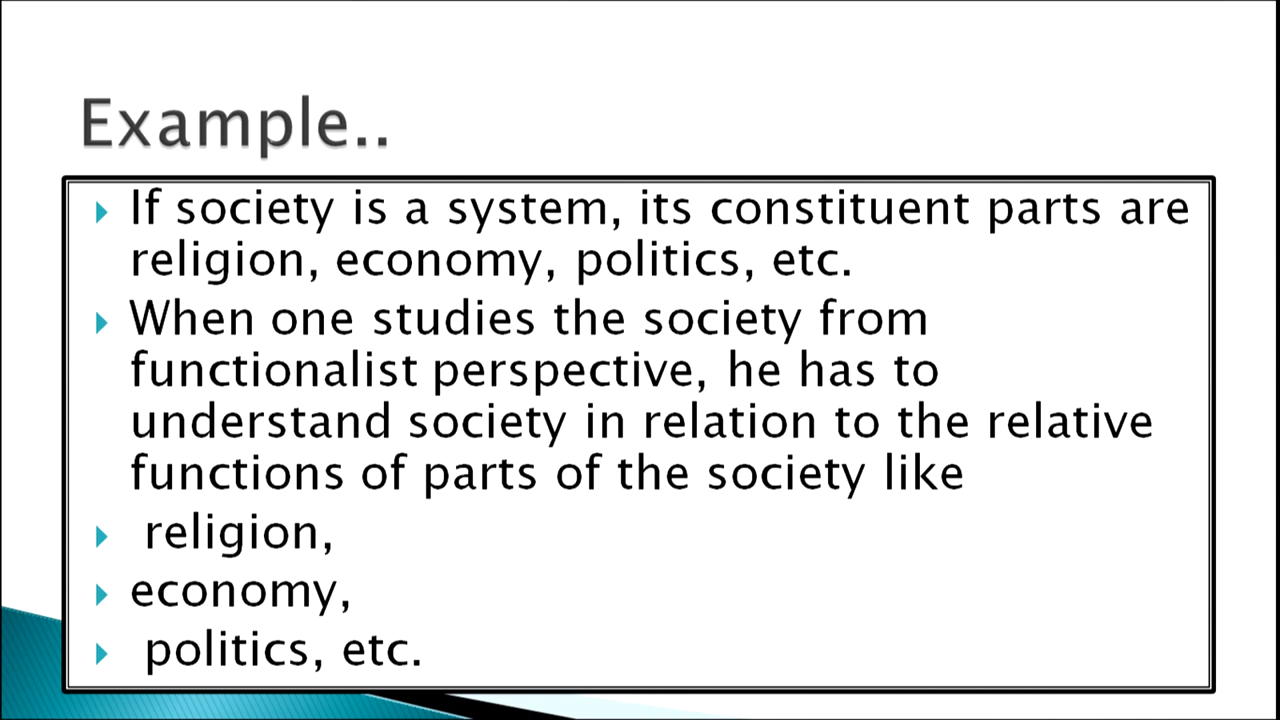 Example..
If society is a system, its constituent parts are
religion, economy, politics, etc.
When one studies the society from
functionalist perspective, he has to
understand society in relation to the relative
functions of parts of the society like
religion,
economy,
politics, etc.